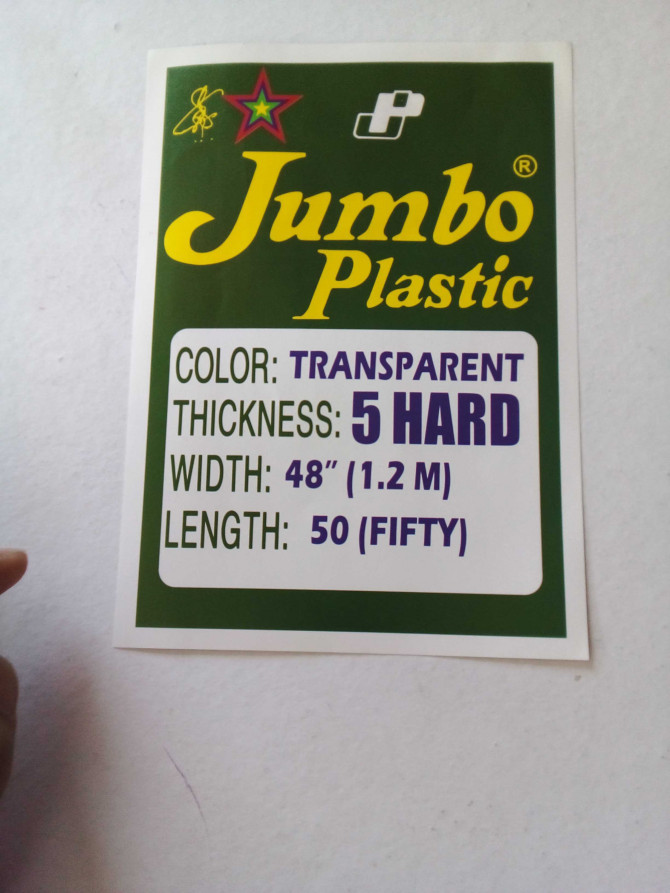 Jumbo®
Plastic
COLOR: TRANSPARENT
THICKNESS: 5 HARD
WIDTH: 48" (1.2 M)
LENGTH: 50 (FIFTY)